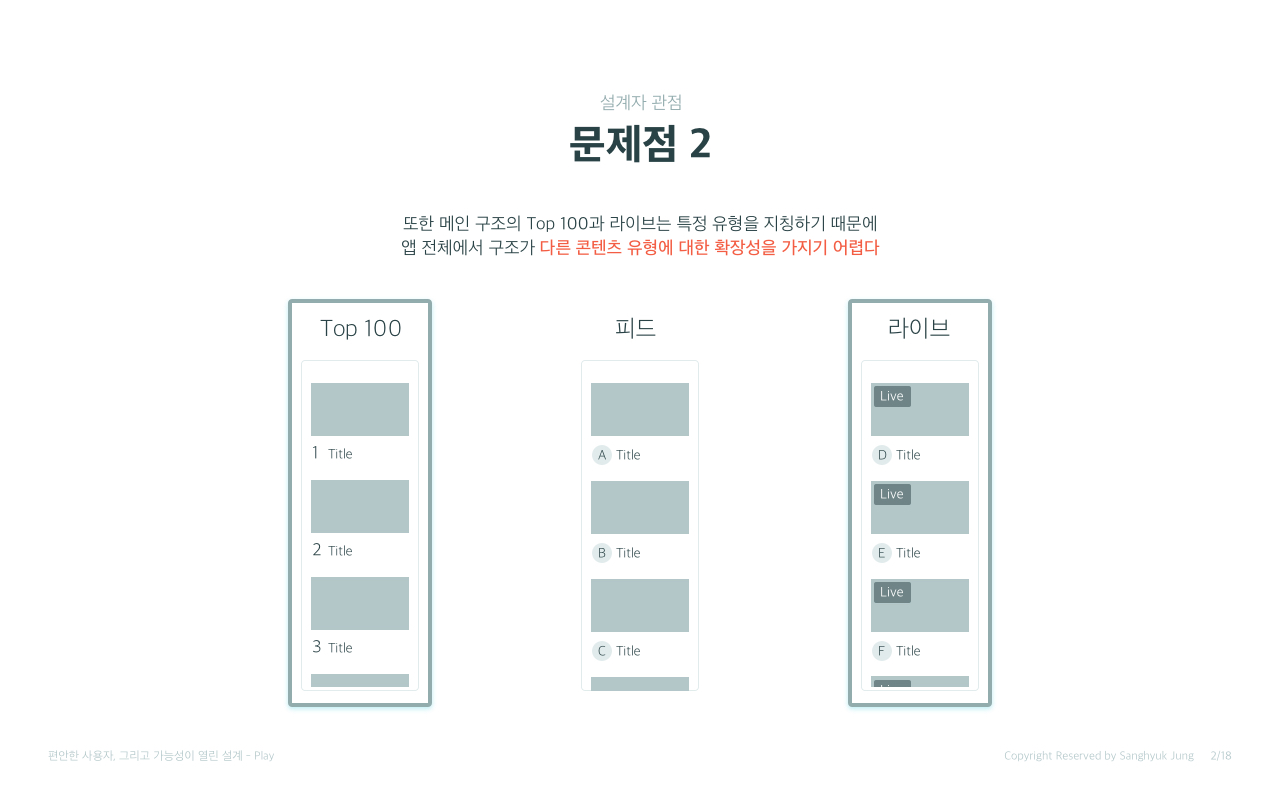 설계자 관점
문제점 2
또한 메인 구조의 Top 100과 라이브는 특정 유형을 지칭하기 때문에
앱 전체에서 구조가 다른 콘텐츠 유형에 대한 확장성을 가지기 어렵다
Top 100
1 Title
2 Title
3 Title
피드
A Title
B Title
C Title
라이브
Live
D Title
Live
E Title
Live
F Title
편안한 사용자, 그리고 가능성이 열린 설계 - Play
Copyright Reserved by Sanghyuk Jung 2/18